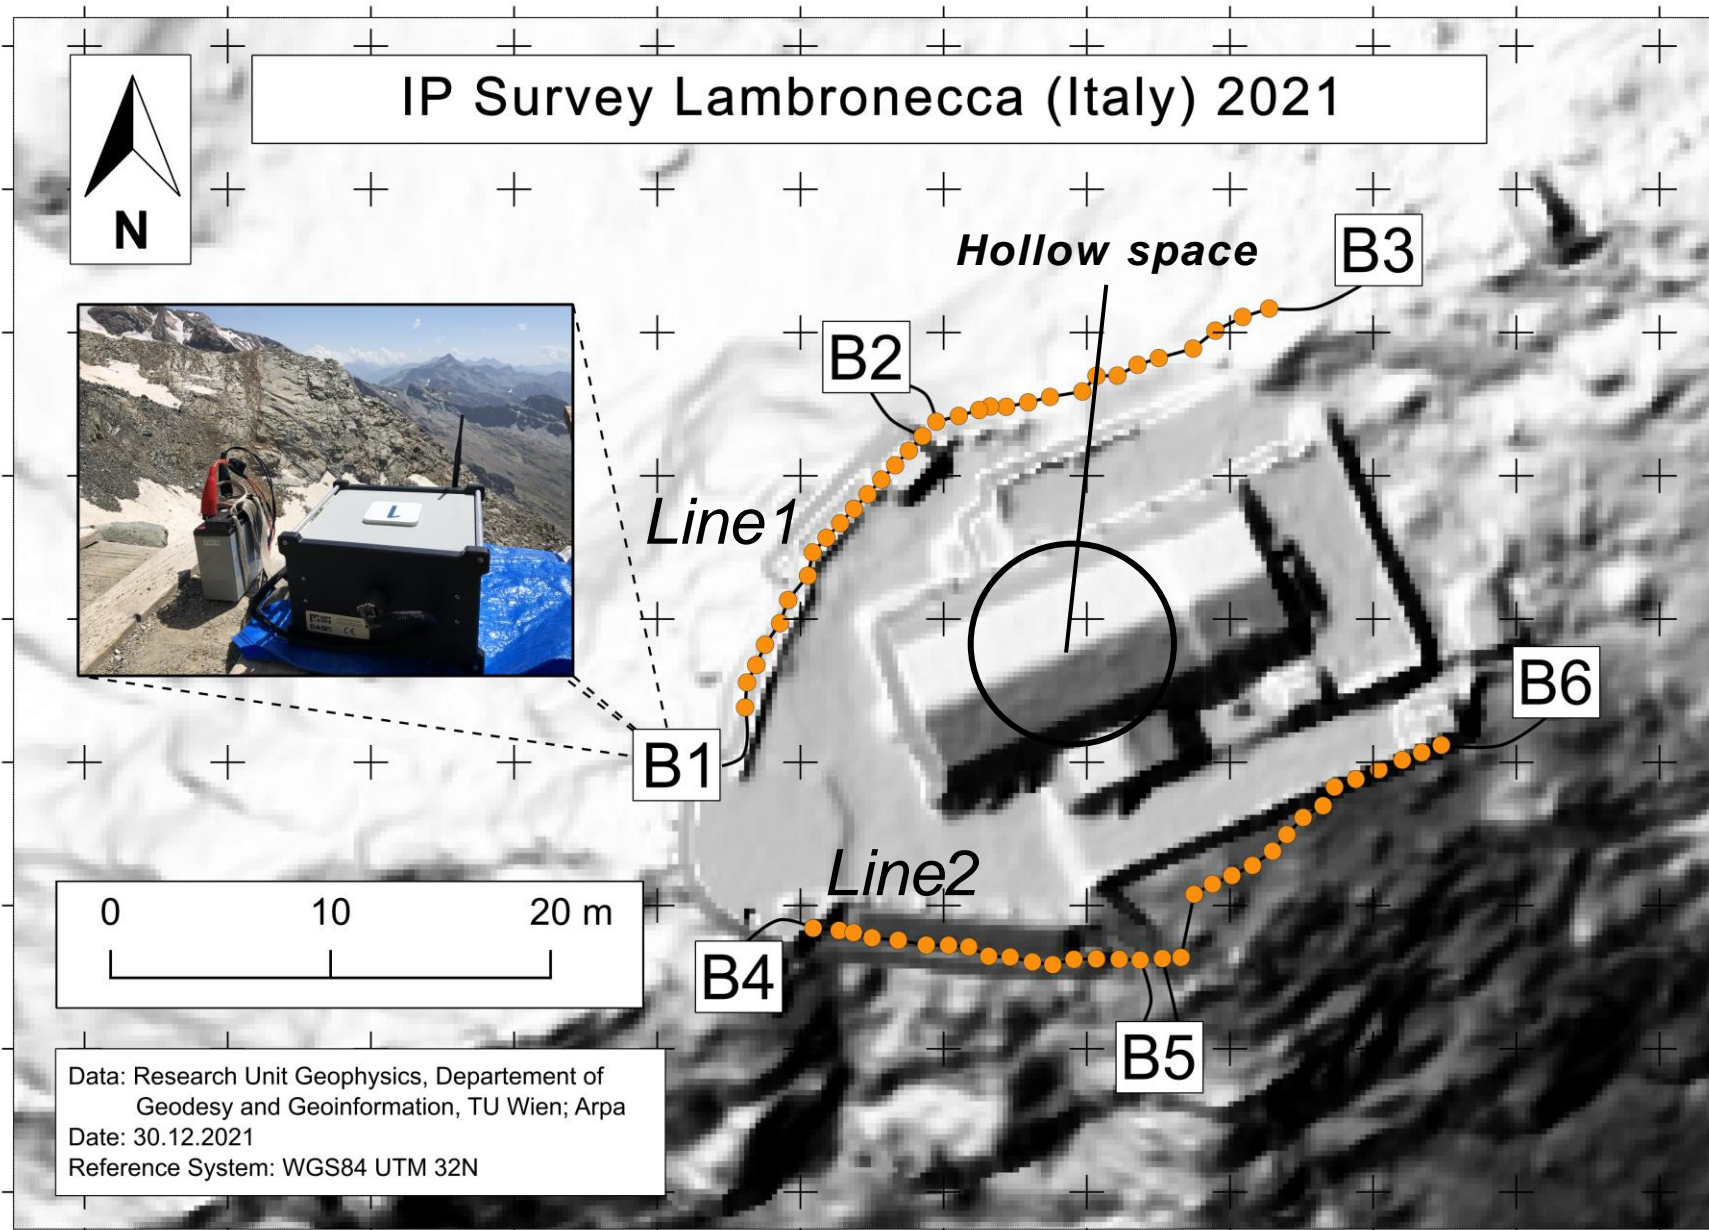 IP Survey Lambronecca (Italy) 2021
N
Hollow space
B3
B2
Line1
B6
B1
Line2
0 10 20 m
B4
B5
Data: Research Unit Geophysics, Departement of
Geodesy and Geoinformation, TU Wien; Arpa
Date: 30.12.2021
Reference System: WGS84 UTM 32N